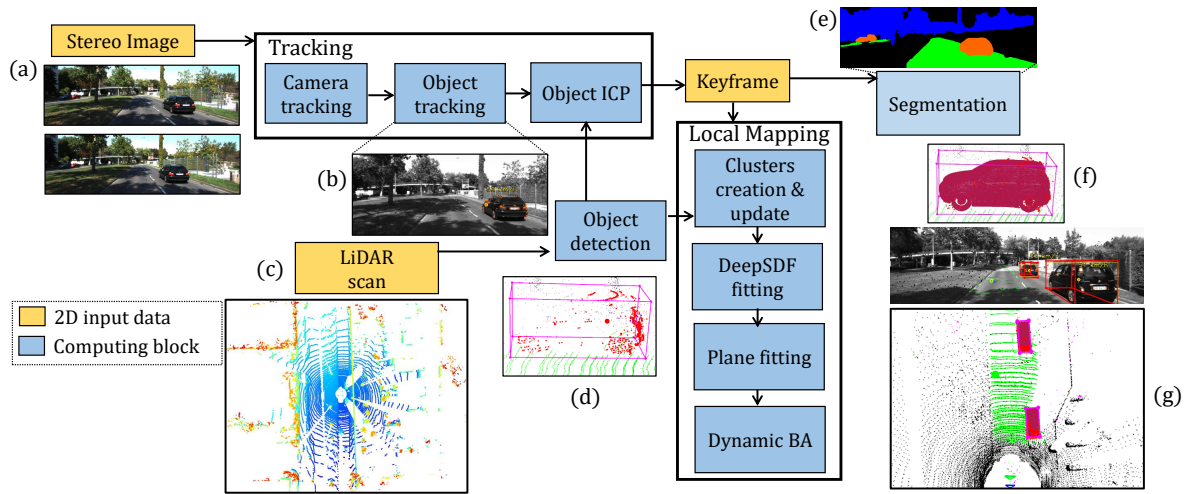 (e)
Stereo Image
Tracking
(a)
Camera
tracking
Object
tracking
Object ICP
Keyframe
Segmentation
Local Mapping
(b)
Clusters
creation &
update
(f)
Object
detection
(c)
LiDAR
scan
DeepSDF
fitting
2D input data
Computing block
Plane fitting
(d)
(g)
Dynamic BA